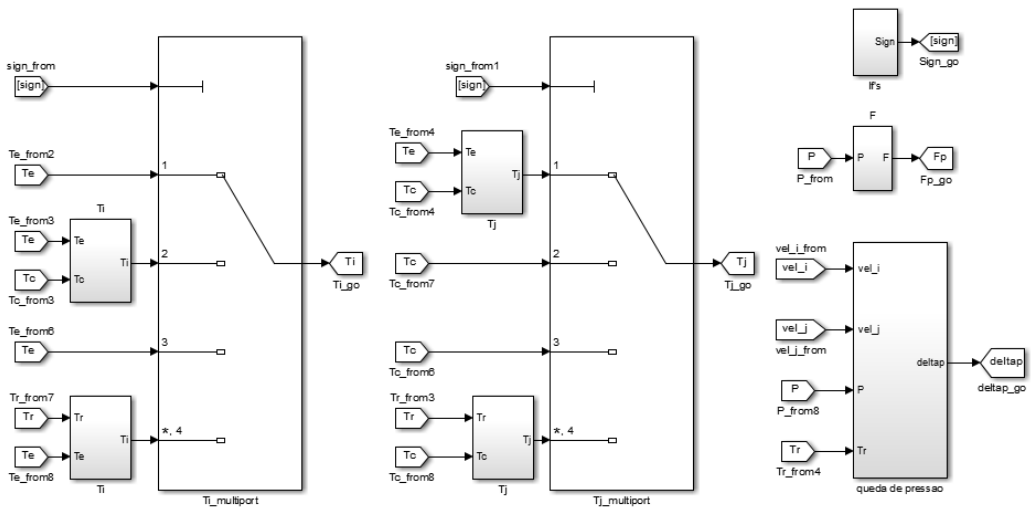 sign_from
[sign]
Te_from2
Te
1
Te_from3
Te
Tc
Tc_from3
Ti
Te
Tc
Ti
2
Ti
Ti_go
Te_from6
Te
3
Tr_from7
Tr
Te
Te_from8
Tr
Te
Ti
Ti
*, 4
Ti_multiport
sign_from1
[sign]
Te_from4
Te
Tc
Tc_from4
Te
Tc
Tj
Tj
1
Tc
Tc_from7
2
Tj
Tj_go
Tc
Tc_from6
3
Tr_from3
Tr
Tc
Tc_from8
Tr
Tc
Tj
Tj
*, 4
Tj_multiport
Sign
If's
[sign]
Sign_go
F
P
P_from
P
F
Fp
Fp_go
vel_i_from
vel_i
vel_j
vel_j_from
P
P_from8
Tr
Tr_from4
vel_i
vel_j
P
Tr
deltap
queda de pressao
deltap
deltap_go